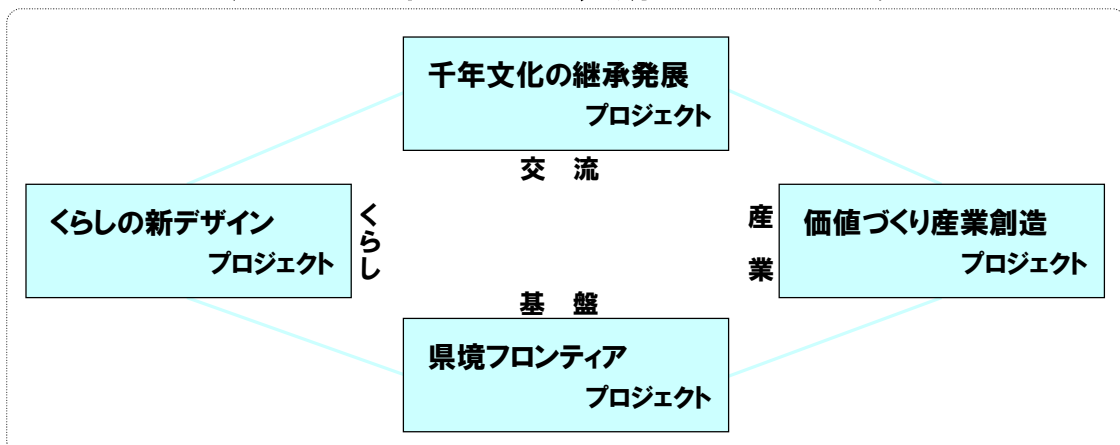 千年文化の継承発展
プロジェクト
交 流
くらしの新デザイン
プロジェクト
くらし
産 業
価値づくり産業創造
プロジェクト
基 盤
県境フロンティア
プロジェクト